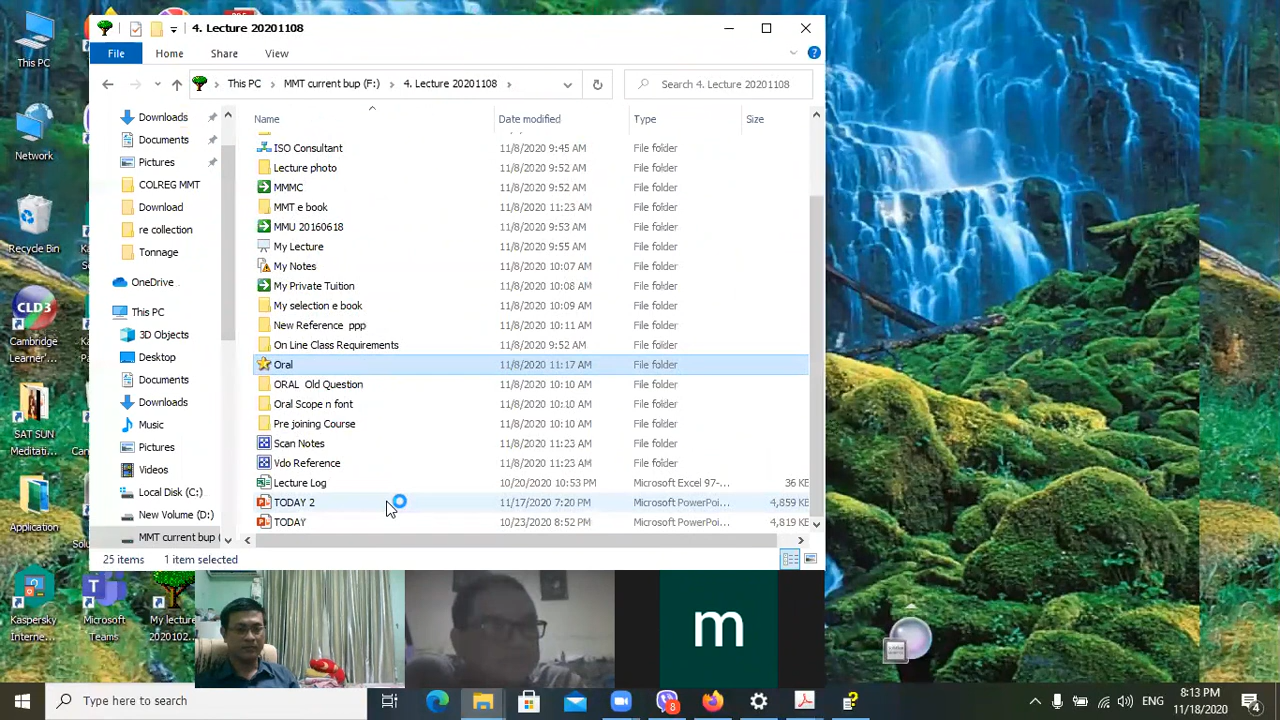 4. Lecture 20201108
File
Home
Share
View
This PC
MMT current bup (F:)
4. Lecture 20201108
Search 4. Lecture 20201108
Name
Date modified
Type
Size
Downloads
Documents
Pictures
COLREG MMT
Download
re collection
Tonnage
OneDrive
This PC
3D Objects
Desktop
Documents
Downloads
Music
Pictures
Videos
Local Disk (C:)
New Volume (D:)
MMT current bup
ISO Consultant 11/8/2020 9:45 AM File folder
Lecture photo 11/8/2020 9:52 AM File folder
MMMC 11/8/2020 9:52 AM File folder
MMT e book 11/8/2020 11:23 AM File folder
MMU 20160618 11/8/2020 9:53 AM File folder
My Lecture 11/8/2020 9:55 AM File folder
My Notes 11/8/2020 10:07 AM File folder
My Private Tuition 11/8/2020 10:08 AM File folder
My selection e book 11/8/2020 10:09 AM File folder
New Reference ppp 11/8/2020 10:11 AM File folder
On Line Class Requirements 11/8/2020 9:52 AM File folder
Oral 11/8/2020 11:17 AM File folder
ORAL Old Question 11/8/2020 10:10 AM File folder
Oral Scope n font 11/8/2020 10:10 AM File folder
Pre joining Course 11/8/2020 10:10 AM File folder
Scan Notes 11/8/2020 11:23 AM File folder
Vdo Reference 11/8/2020 11:23 AM File folder
Lecture Log 10/20/2020 10:53 PM Microsoft Excel 97-... 36 KB
TODAY 2 11/17/2020 7:20 PM Microsoft PowerPoi... 4,859 KB
TODAY 10/23/2020 8:52 PM Microsoft PowerPoi... 4,819 KB
25 items
1 item selected
This PC
Network
Recycle Bin
CLD3
Cambridge
Learner'...
SAT SUN
Meditati...
Application
Kaspersky
Interne...
Microsoft
Teams
My lecture
2020102...
m
Type here to search
8
ENG
8:13 PM
11/18/2020
4